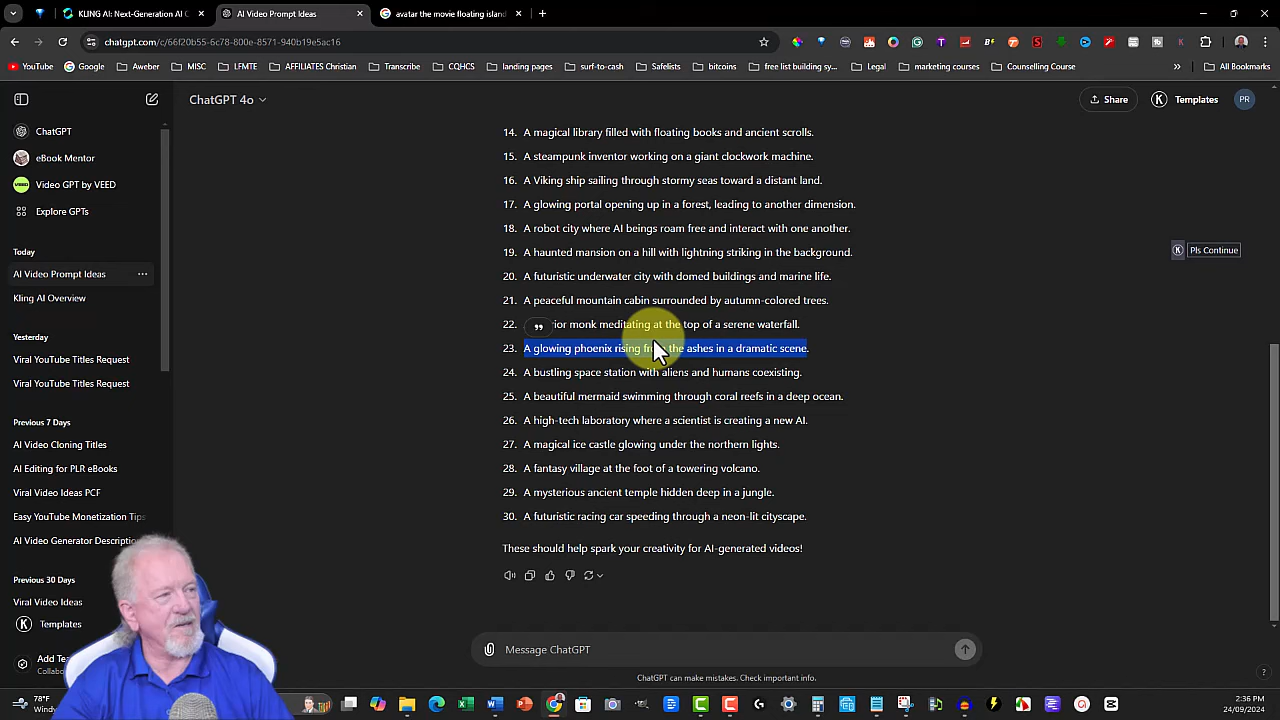 KLING AI: Next-Generation AI C
AI Video Prompt Ideas
avatar the movie floating island
chatgpt.com/c/66f20b55-6c78-800e-8571-940b19e5ac16
YouTube
Google
Aweber
MISC
LFMTE
AFFILIATES Christian
Transcribe
CQHCS
landing pages
surf-to-cash
Safelists
bitcoins
free list building sy...
Legal
marketing courses
Counselling Course
»
All Bookmarks
ChatGPT 4o
Share
K Templates
PR
ChatGPT
eBook Mentor
Video GPT by VEED
Explore GPTs
Today
AI Video Prompt Ideas
Kling AI Overview
Yesterday
Viral YouTube Titles Request
Viral YouTube Titles Request
Previous 7 Days
AI Video Cloning Titles
AI Editing for PLR eBooks
Viral Video Ideas PCF
Easy YouTube Monetization Tips
AI Video Generator Description
Previous 30 Days
Viral Video Ideas
K Templates
Add Tea
Collabo
14. A magical library filled with floating books and ancient scrolls.
15. A steampunk inventor working on a giant clockwork machine.
16. A Viking ship sailing through stormy seas toward a distant land.
17. A glowing portal opening up in a forest, leading to another dimension.
18. A robot city where AI beings roam free and interact with one another.
19. A haunted mansion on a hill with lightning striking in the background.
20. A futuristic underwater city with domed buildings and marine life.
21. A peaceful mountain cabin surrounded by autumn-colored trees.
22. ior monk meditating at the top of a serene waterfall.
23. A glowing phoenix rising fr the ashes in a dramatic scene.
24. A bustling space station with aliens and humans coexisting.
25. A beautiful mermaid swimming through coral reefs in a deep ocean.
26. A high-tech laboratory where a scientist is creating a new AI.
27. A magical ice castle glowing under the northern lights.
28. A fantasy village at the foot of a towering volcano.
29. A mysterious ancient temple hidden deep in a jungle.
30. A futuristic racing car speeding through a neon-lit cityscape.
These should help spark your creativity for AI-generated videos!
K Pls Continue
Message ChatGPT
ChatGPT can make mistakes. Check important info.
?
78°F
Windy
2:36 PM
24/09/2024